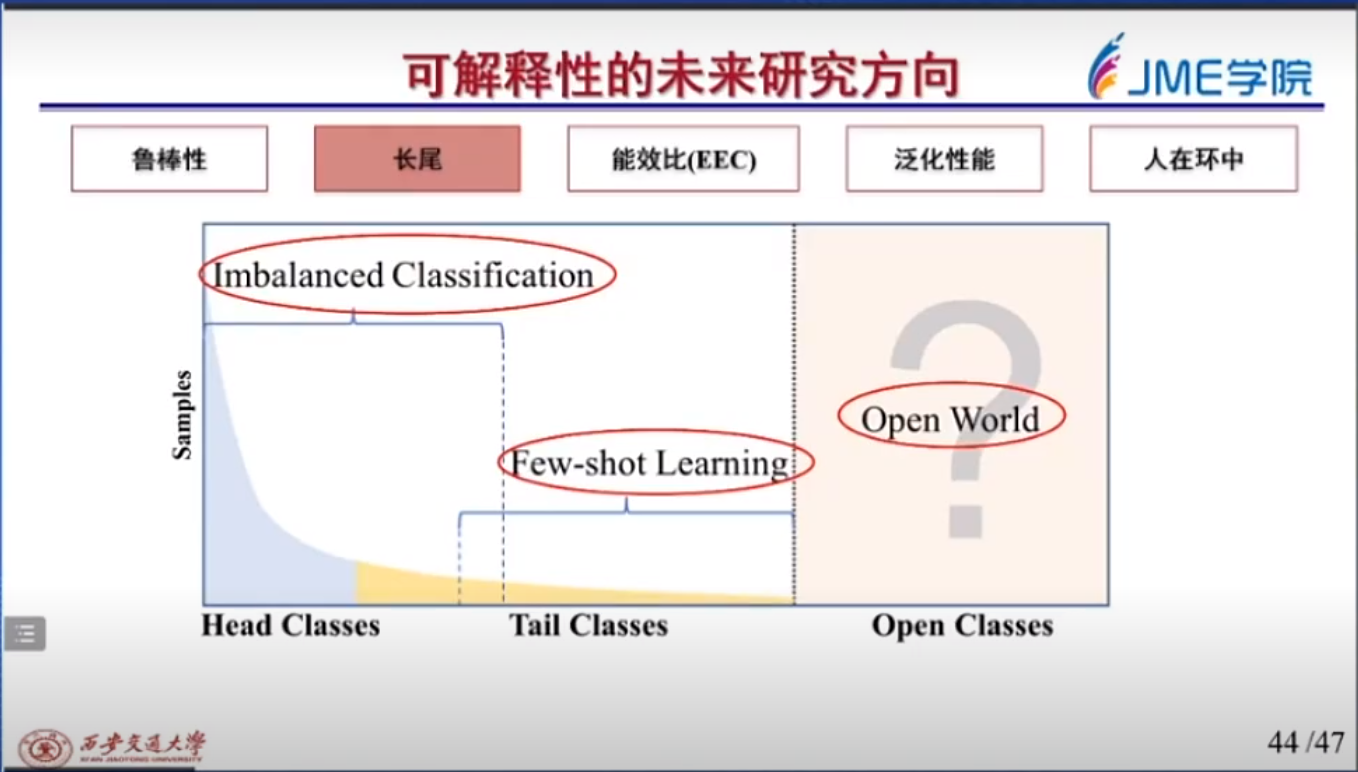 可解释性的未来研究方向
JME学院
鲁棒性
长尾
能效比(EEC)
泛化性能
人在环中
Imbalanced Classification
Samples
Few-shot Learning
?
Open World
Head Classes
Tail Classes
Open Classes
西安交通大学
XI'AN JIAOTONG UNIVERSITY
44 /47